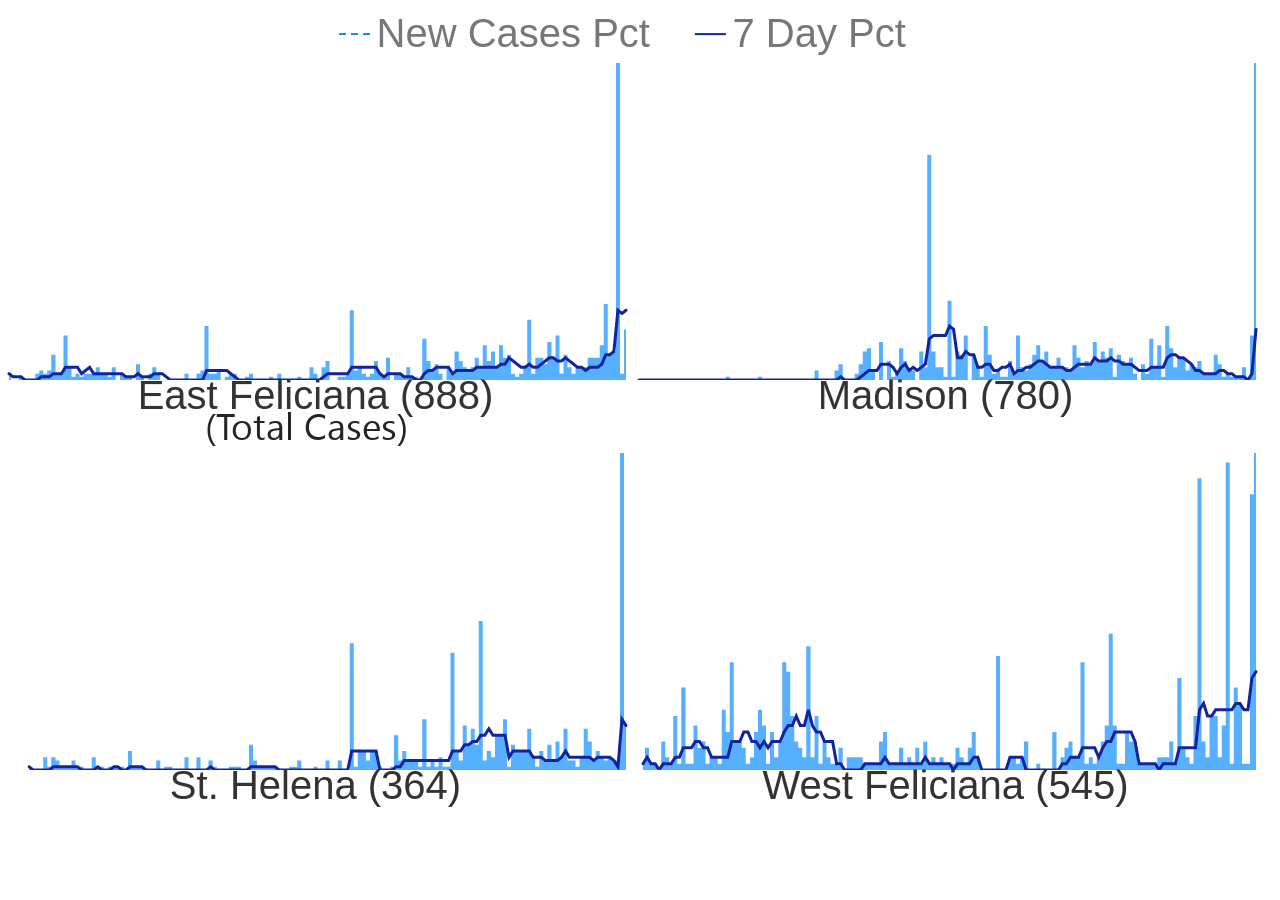 New Cases Pct 7 Day Pct
East Feliciana (888)
(Total Cases)
Madison (780)
St. Helena (364)
West Feliciana (545)